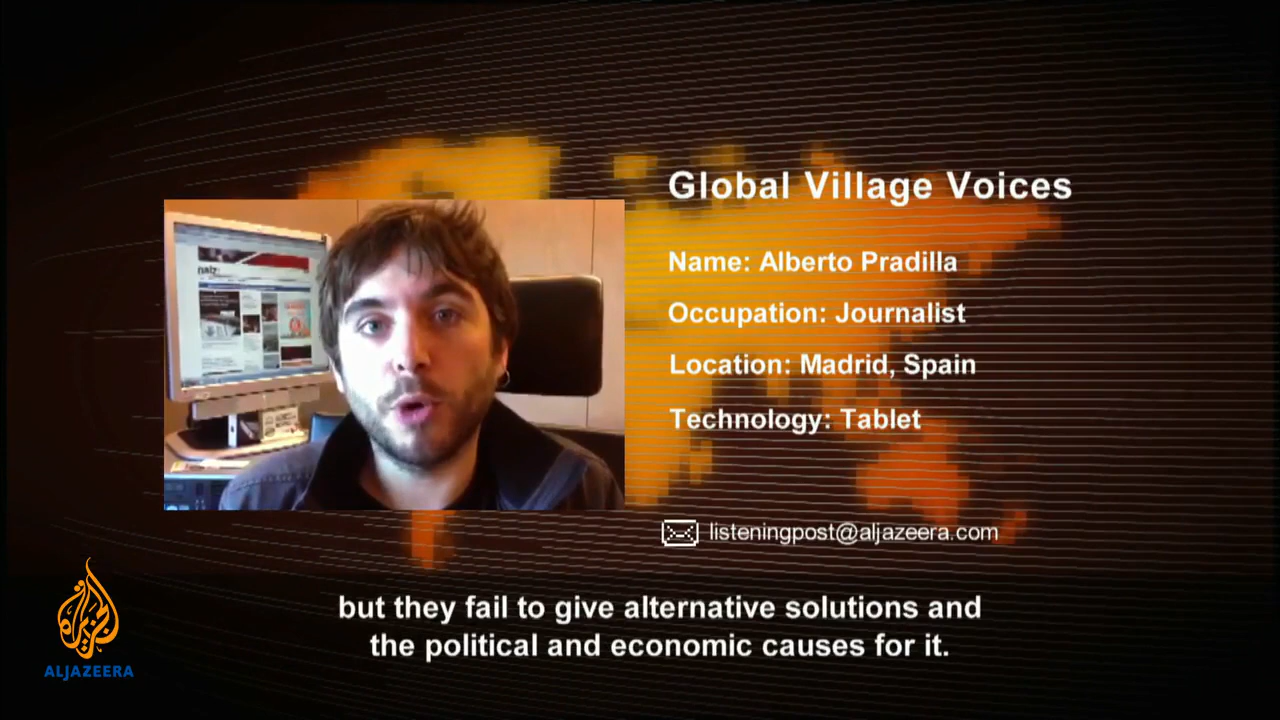 Global Village Voices
Name: Alberto Pradilla
Occupation: Journalist
Location: Madrid, Spain
Technology: Tablet
listeningpost@aljazeera.com
but they fail to give alternative solutions and
the political and economic causes for it.
الجزيرة
ALJAZEERA